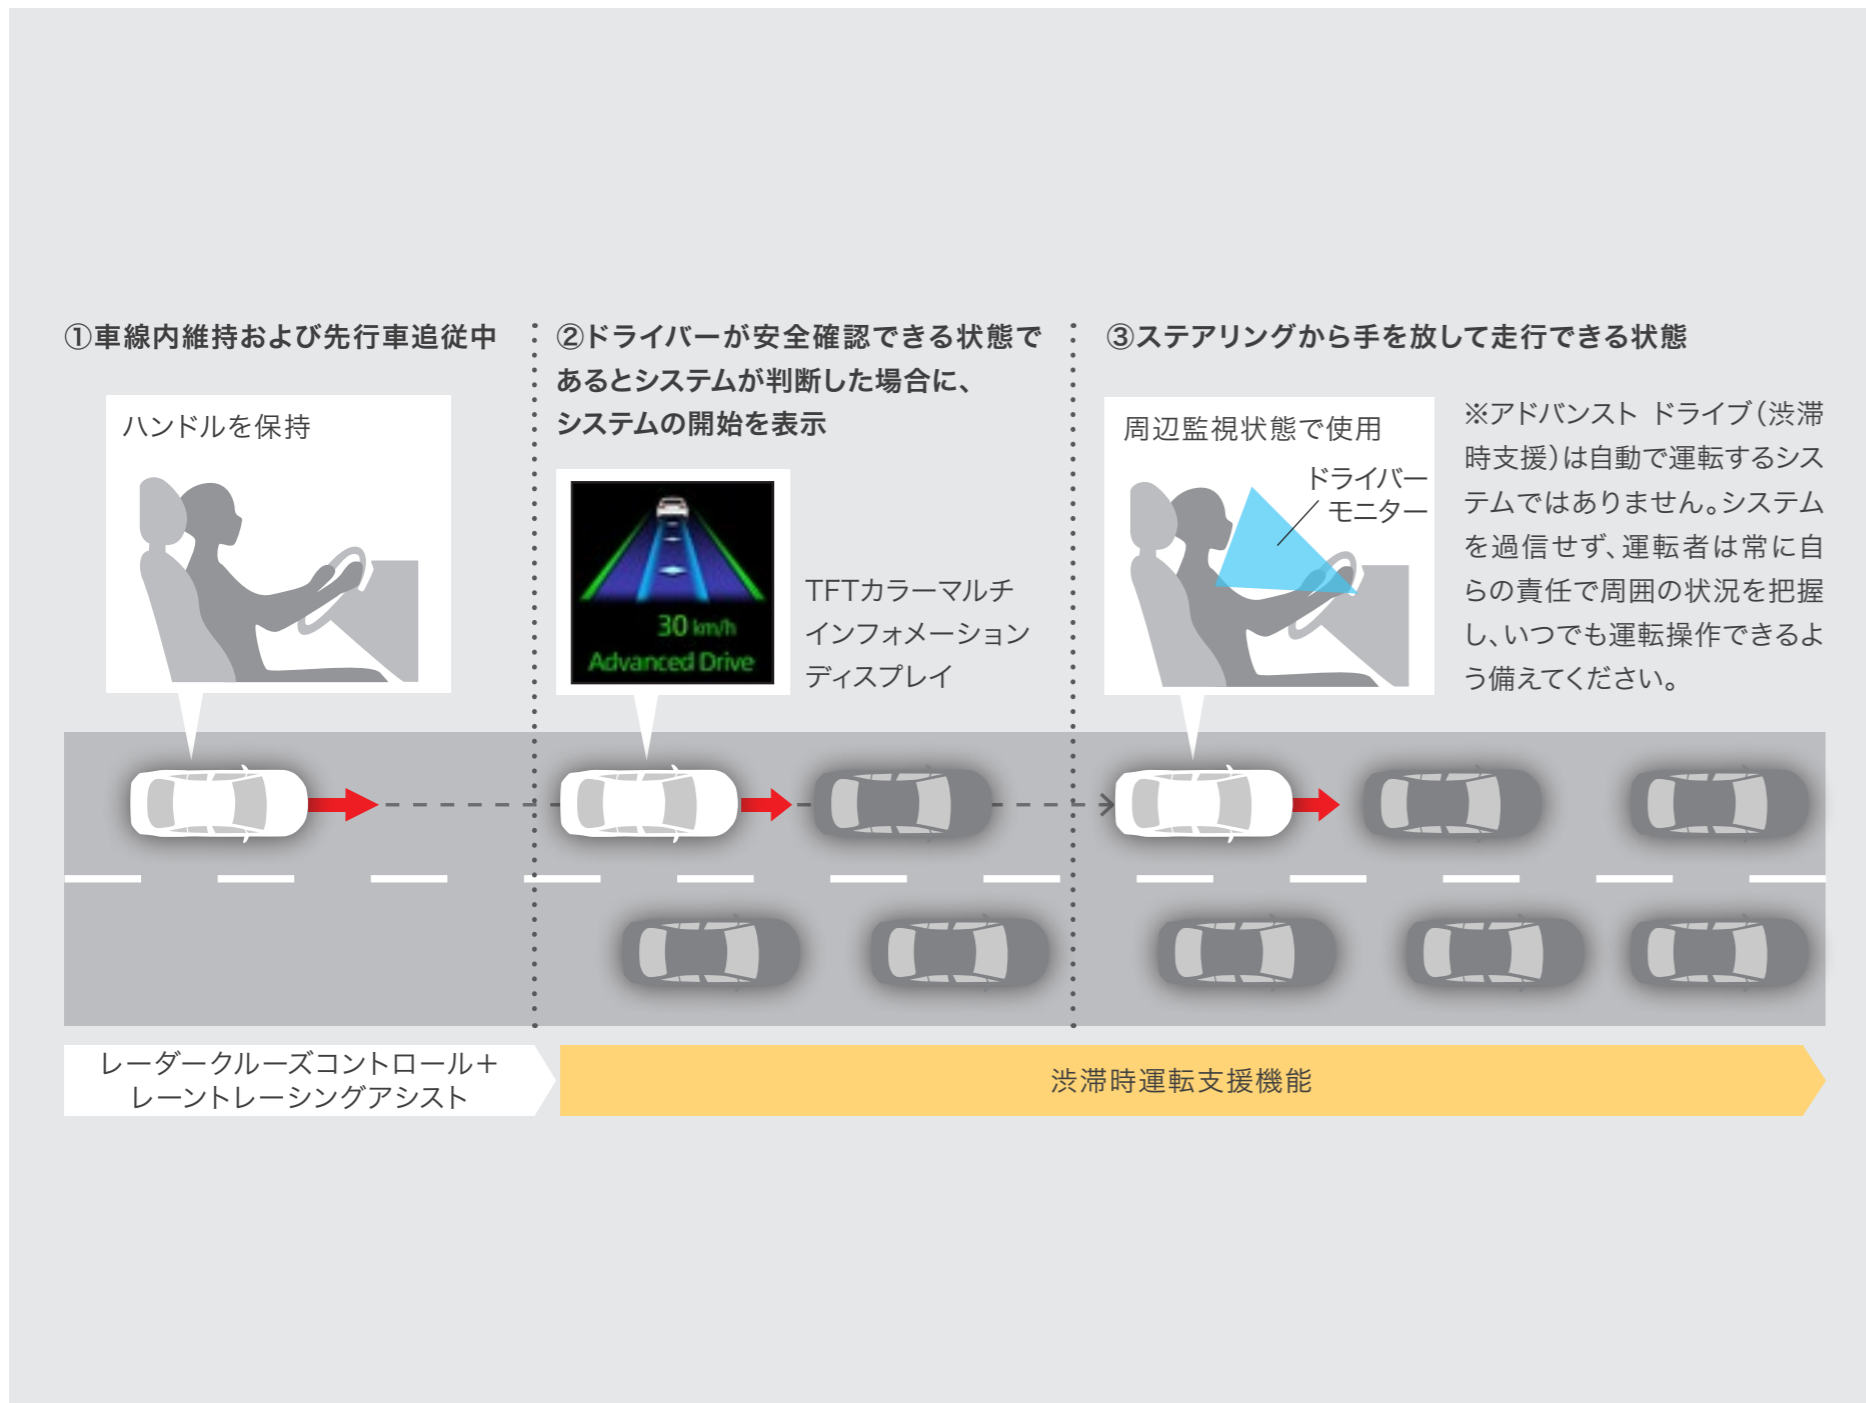 ①車線内維持および先行車追従中
ハンドルを保持
②ドライバーが安全確認できる状態で
あるとシステムが判断した場合に、
システムの開始を表示
30 km/h
Advanced Drive
TFTカラーマルチ
インフォメーション
ディスプレイ
③ステアリングから手を放して走行できる状態
周辺監視状態で使用
ドライバー
モニター
※アドバンスト ドライブ（渋滞
時支援）は自動で運転するシス
テムではありません。システム
を過信せず、運転者は常に自
らの責任で周囲の状況を把握
し、いつでも運転操作できるよ
う備えてください。
レーダークルーズコントロール＋
レーントレーシングアシスト
渋滞時運転支援機能